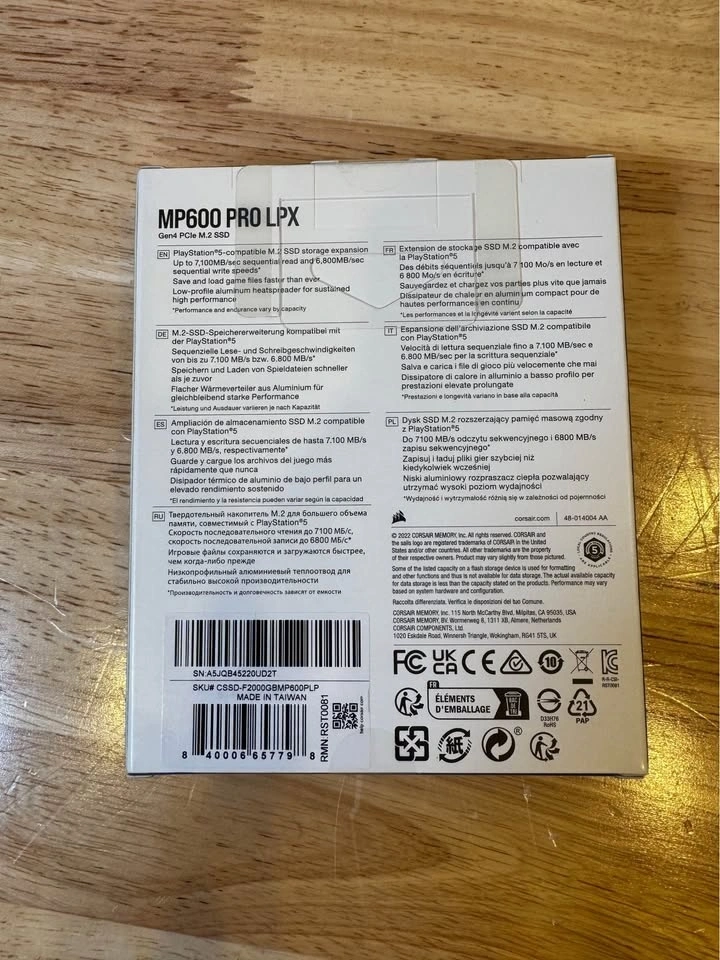 MP600 PRO LPX
Gen4 PCIe M.2 SSD
EN PlayStation®5-compatible M.2 SSD storage expansion
Up to 7,100MB/sec sequential read and 6,800MB/sec
sequential write speeds*
Save and load game files faster than ever
Low-profile aluminum heatspreader for sustained
high performance
*Performance and endurance vary by capacity
DE M.2-SSD-Speichererweiterung kompatibel mit
der PlayStation®5
Sequenzielle Lese- und Schreibgeschwindigkeiten
von bis zu 7.100 MB/s bzw. 6.800 MB/s*
Speichern und Laden von Spieldateien schneller
als je zuvor
Flacher Wärmeverteiler aus Aluminium für
gleichbleibend starke Performance
*Leistung und Ausdauer variieren je nach Kapazität
ES Ampliación de almacenamiento SSD M.2 compatible
con PlayStation®5
Lectura y escritura secuenciales de hasta 7.100 MB/s
y 6.800 MB/s, respectivamente*
Guarde y cargue los archivos del juego más
rápidamente que nunca
Disipador térmico de aluminio de bajo perfil para un
elevado rendimiento sostenido
*El rendimiento y la resistencia pueden variar según la capacidad
RU Твердотельный накопитель M.2 для большего объема
памяти, совместимый с PlayStation®5
Скорость последовательного чтения до 7100 МБ/с,
скорость последовательной записи до 6800 МБ/с*
Игровые файлы сохраняются и загружаются быстрее,
чем когда-либо прежде
Низкопрофильный алюминиевый теплоотвод для
стабильно высокой производительности
*Производительность и долговечность зависят от емкости
FR Extension de stockage SSD M.2 compatible avec
la PlayStation®5
Des débits séquentiels jusqu'à 7 100 Mo/s en lecture et
6 800 Mo/s en écriture*
Sauvegardez et chargez vos parties plus vite que jamais
Dissipateur de chaleur en aluminium compact pour de
hautes performances en continu
*Les performances et la longévité varient selon la capacité
IT Espansione dell'archiviazione SSD M.2 compatibile
con PlayStation®5
Velocità di lettura sequenziale fino a 7.100 MB/sec e
6.800 MB/sec per la scrittura sequenziale*
Salva e carica i file di gioco più velocemente che mai
Dissipatore di calore in alluminio a basso profilo per
prestazioni elevate prolungate
*Prestazioni e longevità variano in base alla capacità
PL Dysk SSD M.2 rozszerzający pamięć masową zgodny
z PlayStation®5
Do 7100 MB/s odczytu sekwencyjnego i 6800 MB/s
zapisu sekwencyjnego*
Zapisuj i ładuj pliki gier szybciej niż
kiedykolwiek wcześniej
Niski aluminiowy rozpraszacz ciepła pozwalający
utrzymać wysoki poziom wydajności
*Wydajność i wytrzymałość różnią się w zależności od pojemności
corsair.com 48-014004 AA
© 2022 CORSAIR MEMORY, Inc. All rights reserved. CORSAIR and
the sails logo are registered trademarks of CORSAIR in the United
States and/or other countries. All other trademarks are the property
of their respective owners. Product may vary slightly from those pictured.
Some of the listed capacity on a flash storage device is used for formatting
and other functions and thus is not available for data storage. The actual available capacity
for data storage is less than the capacity stated on the products. Performance may vary
based on system hardware and configuration.
Raccolta differenziata. Verifica le disposizioni del tuo Comune.
CORSAIR MEMORY, Inc. 115 North McCarthy Blvd. Milpitas, CA 95035, USA
CORSAIR MEMORY, BV. Wormerweg 8, 1311 XB, Almere, Netherlands
CORSAIR COMPONENTS, Ltd.
1020 Eskdale Road, Winnersh Triangle, Wokingham, RG41 5TS, UK
5
FC UKCA CE 10
R-R-CSI-
RST0081
FR
ÉLÉMENTS
D'EMBALLAGE
BAC DE TRI
D33H76
RoHS
21
PAP
紙
®
SN:A5JQB45220UD2T
SKU# CSSD-F2000GBMP600PLP
MADE IN TAIWAN
8 40006 65779 8
RMN:RST0081
help.corsair.com